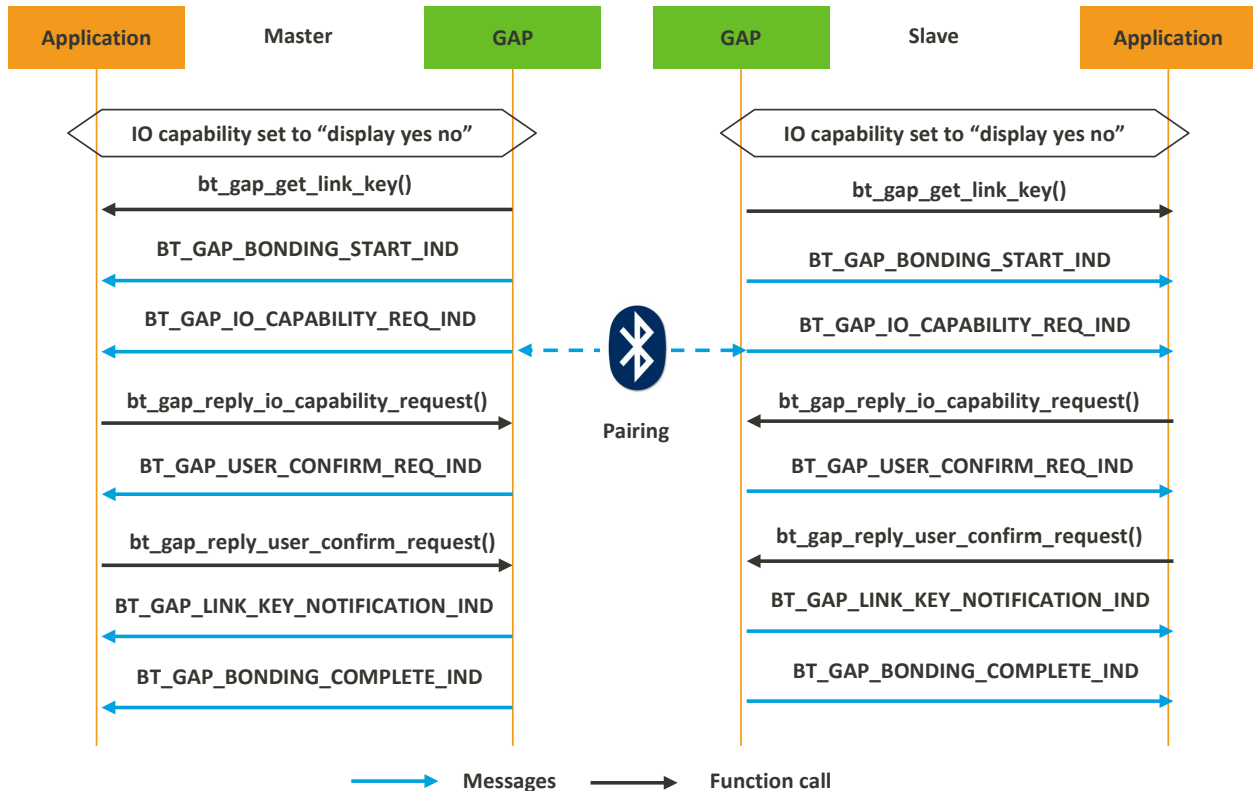 Application Master GAP GAP Slave Application
IO capability set to “display yes no” IO capability set to “display yes no”
bt_gap_get_link_key() bt_gap_get_link_key()
BT_GAP_BONDING_START_IND BT_GAP_BONDING_START_IND
BT_GAP_IO_CAPABILITY_REQ_IND BT_GAP_IO_CAPABILITY_REQ_IND
bt_gap_reply_io_capability_request() bt_gap_reply_io_capability_request()
Pairing
BT_GAP_USER_CONFIRM_REQ_IND BT_GAP_USER_CONFIRM_REQ_IND
bt_gap_reply_user_confirm_request() bt_gap_reply_user_confirm_request()
BT_GAP_LINK_KEY_NOTIFICATION_IND BT_GAP_LINK_KEY_NOTIFICATION_IND
BT_GAP_BONDING_COMPLETE_IND BT_GAP_BONDING_COMPLETE_IND
Messages Function call